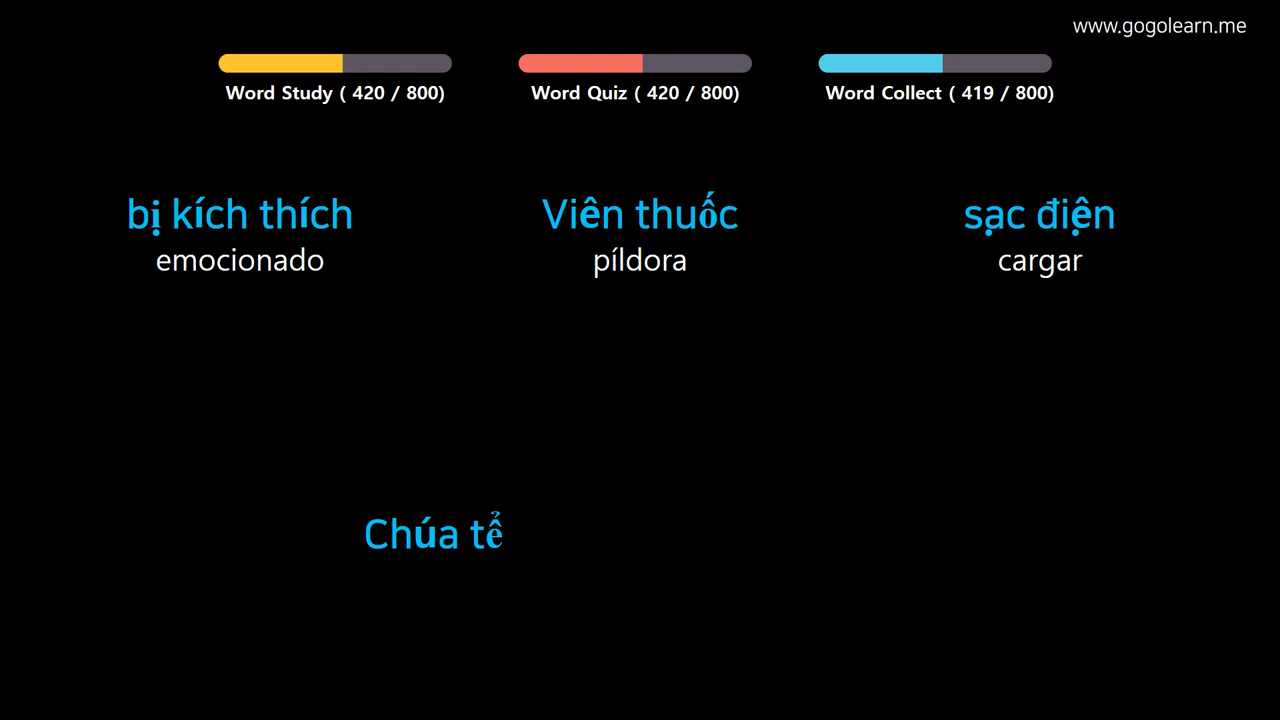 www.gogolearn.me
Word Study ( 420 / 800)
Word Quiz ( 420 / 800)
Word Collect ( 419 / 800)
bị kích thích
emocionado
Viên thuốc
píldora
sạc điện
cargar
Chúa tể